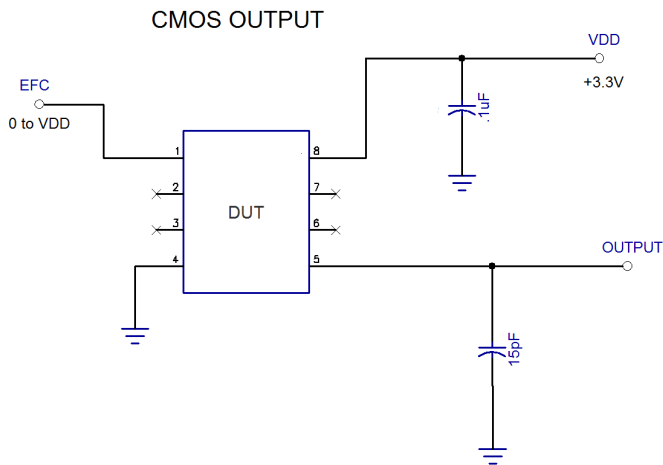 CMOS OUTPUT
VDD
+3.3V
EFC
0 to VDD
.1uF
1
8
2
7
DUT
3
6
4
5
OUTPUT
15pF